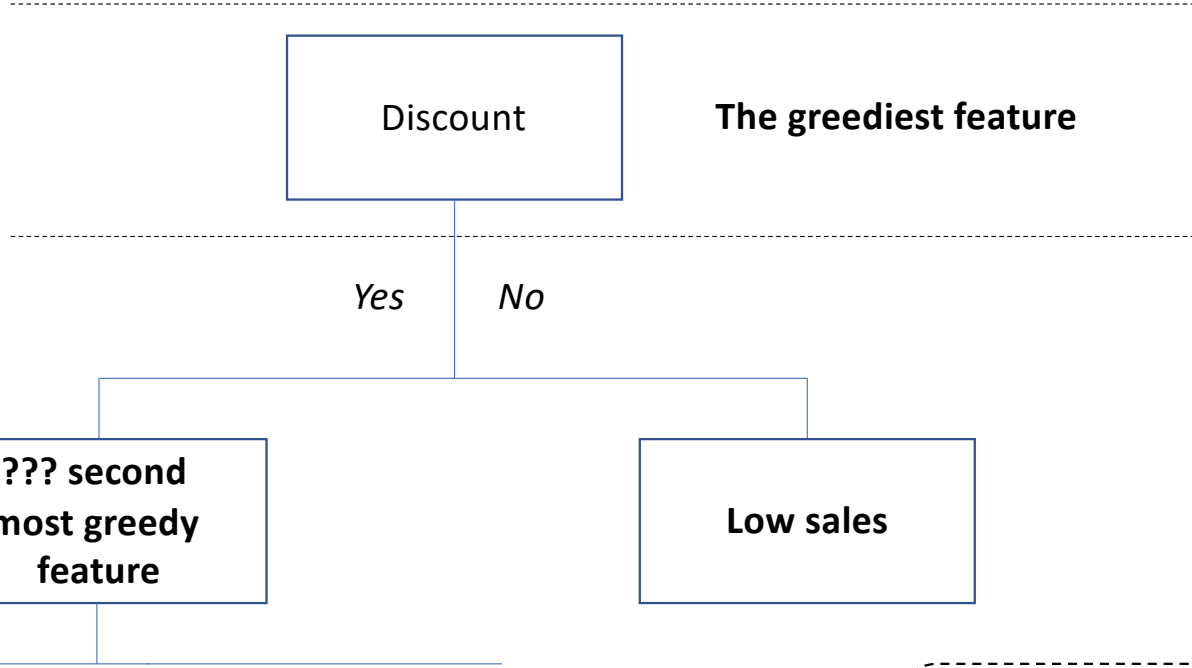 Discount
The greediest feature
Yes
No
??? second
most greedy
feature
Low sales